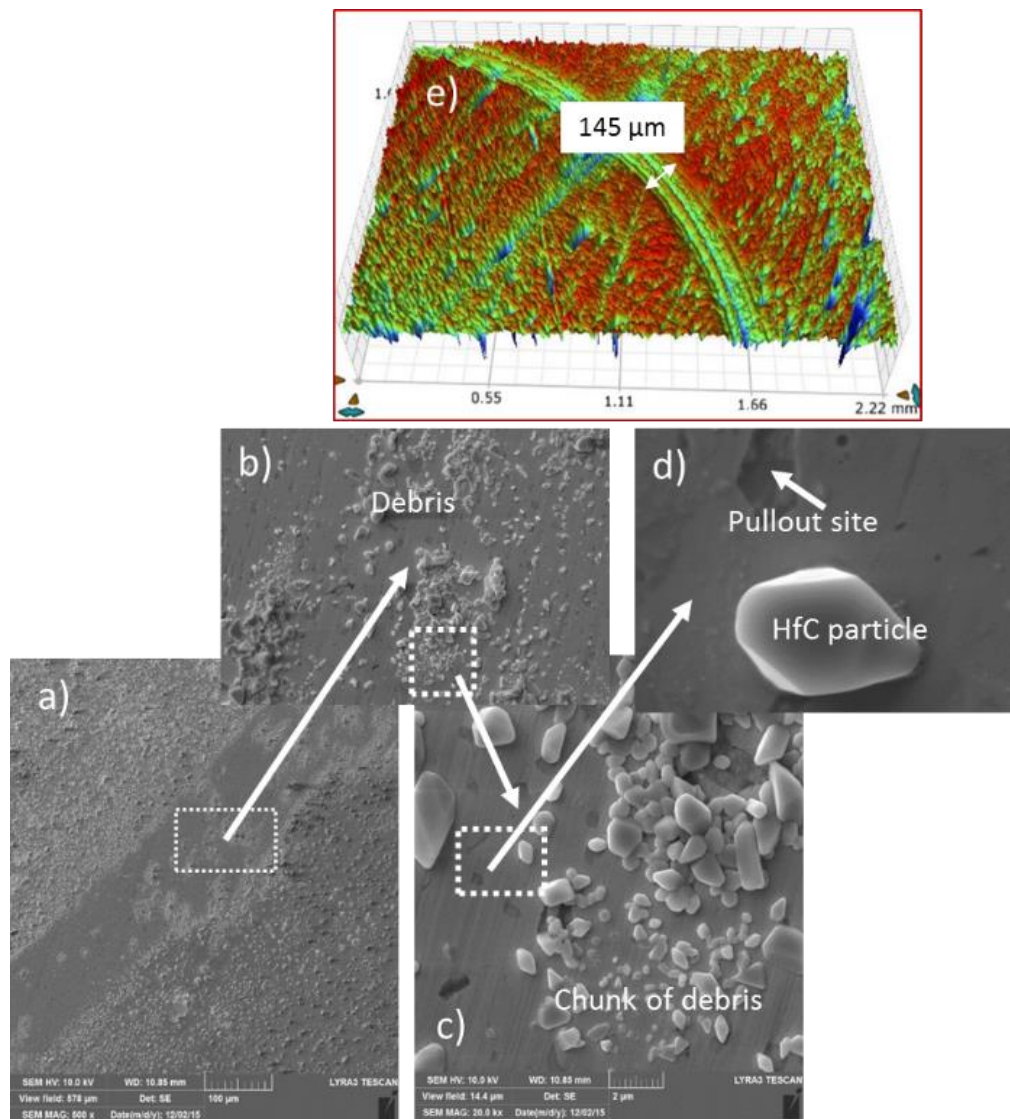 e)
1.
145 µm
0.55
1.11
1.66
2.22 mm
b)
Debris
d)
Pullout site
HfC particle
a)
Chunk of debris
c)
SEM HV: 10.0 kV
WD: 10.85 mm
LYRA3 TESCAN
View field: 578 µm
Det: SE
100 µm
SEM MAG: 500 x
Date(m/d/y): 12/02/15
SEM HV: 10.0 kV
WD: 10.85 mm
LYRA3 TESCAN
View field: 14.4 µm
Det: SE
2 µm
SEM MAG: 20.0 kx
Date(m/d/y): 12/02/15